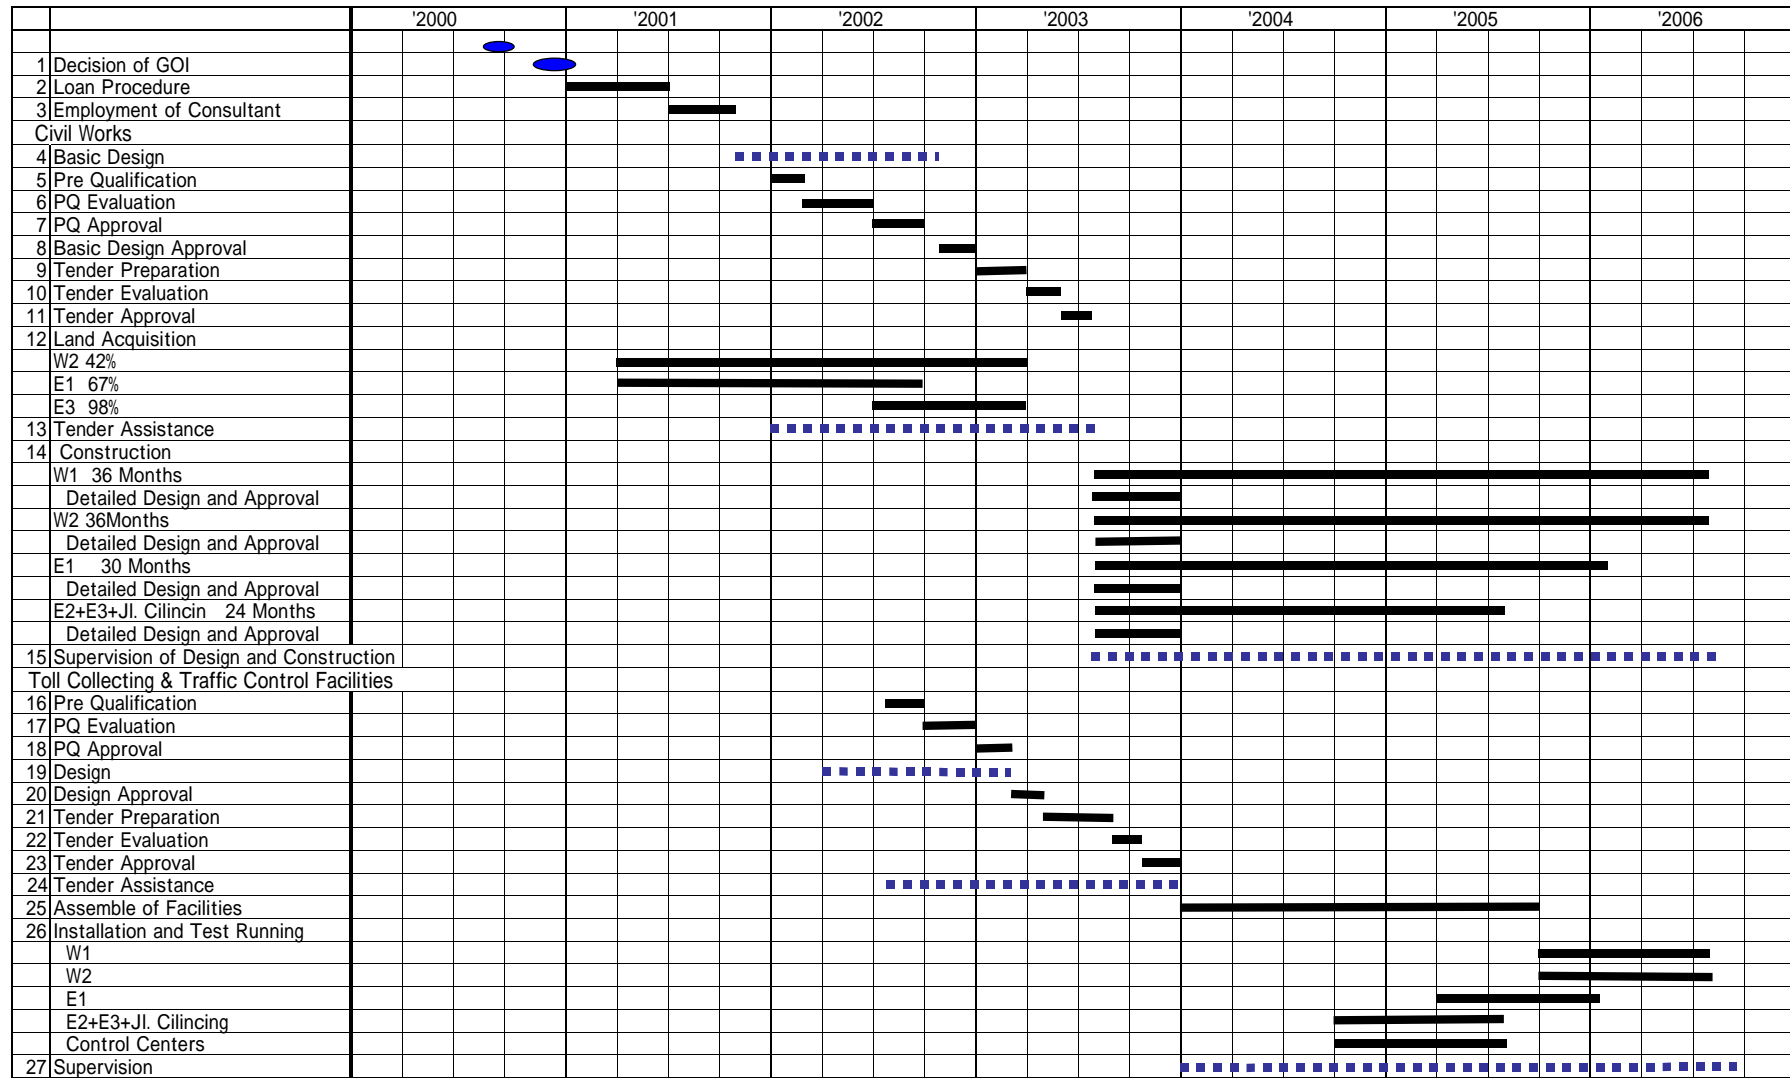 '2000 '2001 '2002 '2003 '2004 '2005 '2006
1 Decision of GOI
2 Loan Procedure
3 Employment of Consultant
Civil Works
4 Basic Design
5 Pre Qualification
6 PQ Evaluation
7 PQ Approval
8 Basic Design Approval
9 Tender Preparation
10 Tender Evaluation
11 Tender Approval
12 Land Acquisition
W2 42%
E1 67%
E3 98%
13 Tender Assistance
14 Construction
W1 36 Months
Detailed Design and Approval
W2 36Months
Detailed Design and Approval
E1 30 Months
Detailed Design and Approval
E2+E3+Jl. Cilincin 24 Months
Detailed Design and Approval
15 Supervision of Design and Construction
Toll Collecting & Traffic Control Facilities
16 Pre Qualification
17 PQ Evaluation
18 PQ Approval
19 Design
20 Design Approval
21 Tender Preparation
22 Tender Evaluation
23 Tender Approval
24 Tender Assistance
25 Assemble of Facilities
26 Installation and Test Running
W1
W2
E1
E2+E3+Jl. Cilincing
Control Centers
27 Supervision